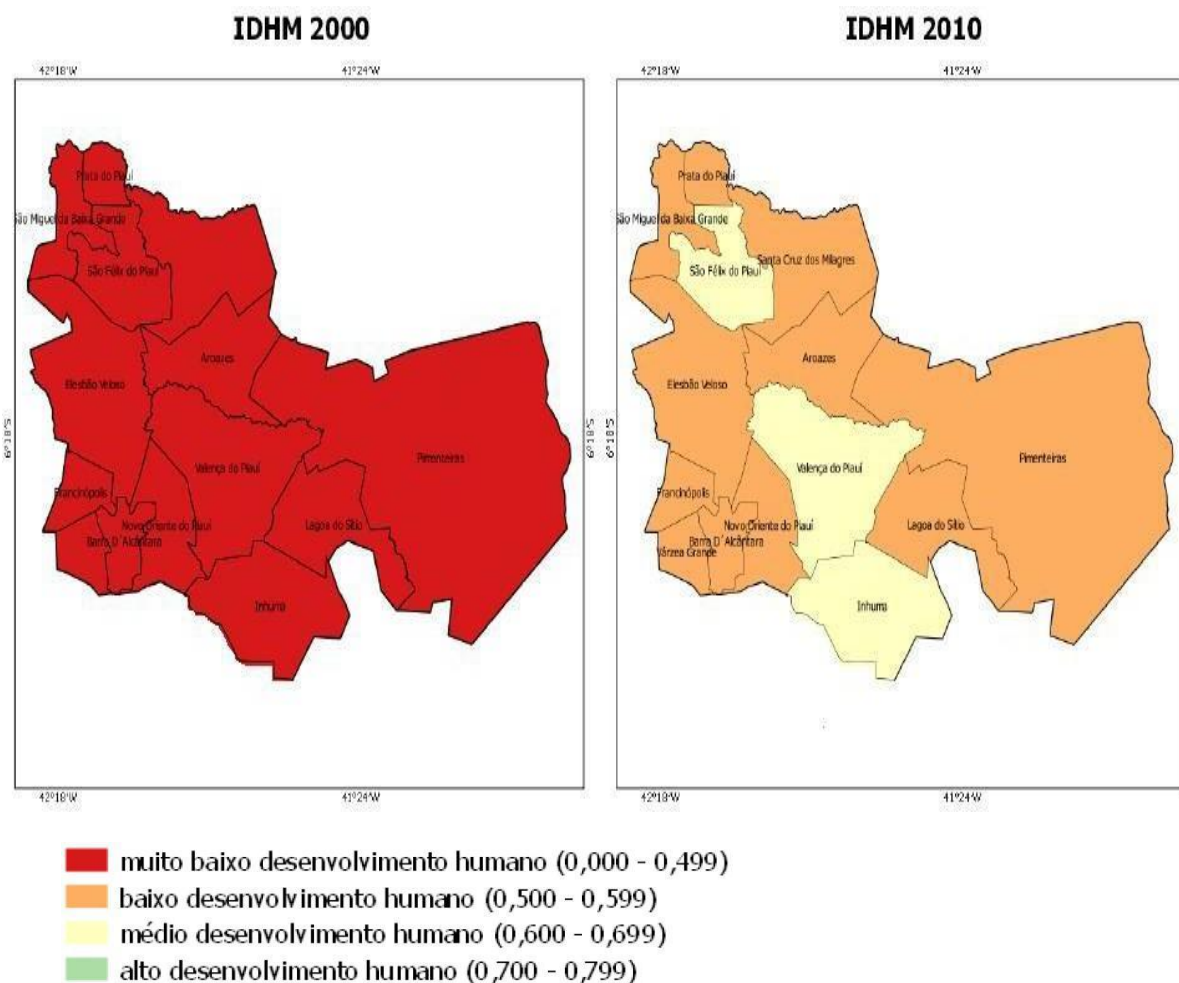 IDHM 2000
IDHM 2010
42°18'W
41°24'W
42°18'W
41°24'W
Prata do Piauí
São Miguel da Baixa Grande
São Félix do Piauí
Aroazes
Elesbão Veloso
6°18'S
Valença do Piauí
Pimenteiras
Francinópolis
Novo Oriente do Piauí
Barra D´Alcântara
Lagoa do Sítio
Inhuma
42°18'W
41°24'W
Prata do Piauí
São Miguel da Baixa Grande
Santa Cruz dos Milagres
São Félix do Piauí
Aroazes
Elesbão Veloso
6°18'S
6°18'S
Valença do Piauí
Pimenteiras
Francinópolis
Novo Oriente do Piauí
Barra D´Alcântara
Várzea Grande
Lagoa do Sítio
Inhuma
42°18'W
41°24'W
muito baixo desenvolvimento humano (0,000 - 0,499)
baixo desenvolvimento humano (0,500 - 0,599)
médio desenvolvimento humano (0,600 - 0,699)
alto desenvolvimento humano (0,700 - 0,799)